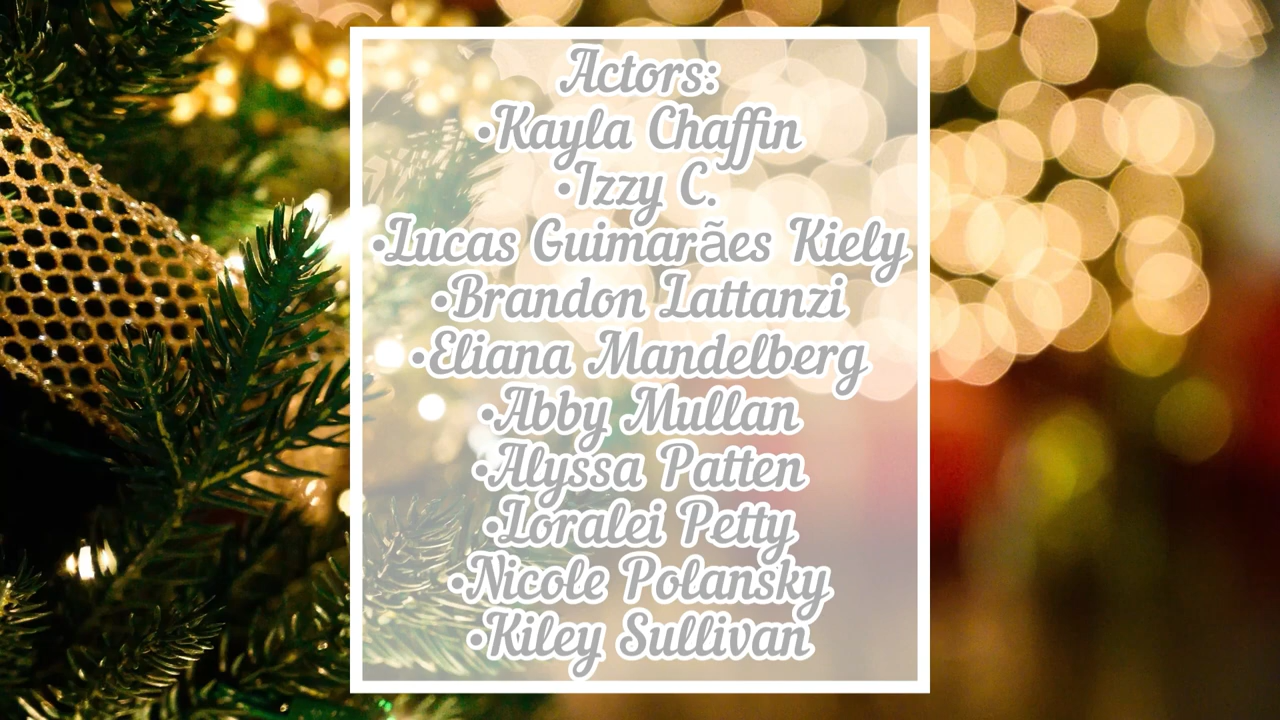 Actors:
•Kayla Chaffin
•Izzy C.
•Lucas Guimarães Kiely
•Brandon Lattanzi
•Eliana Mandelberg
•Abby Mullan
•Alyssa Patten
•Loralei Petty
•Nicole Polansky
•Kiley Sullivan